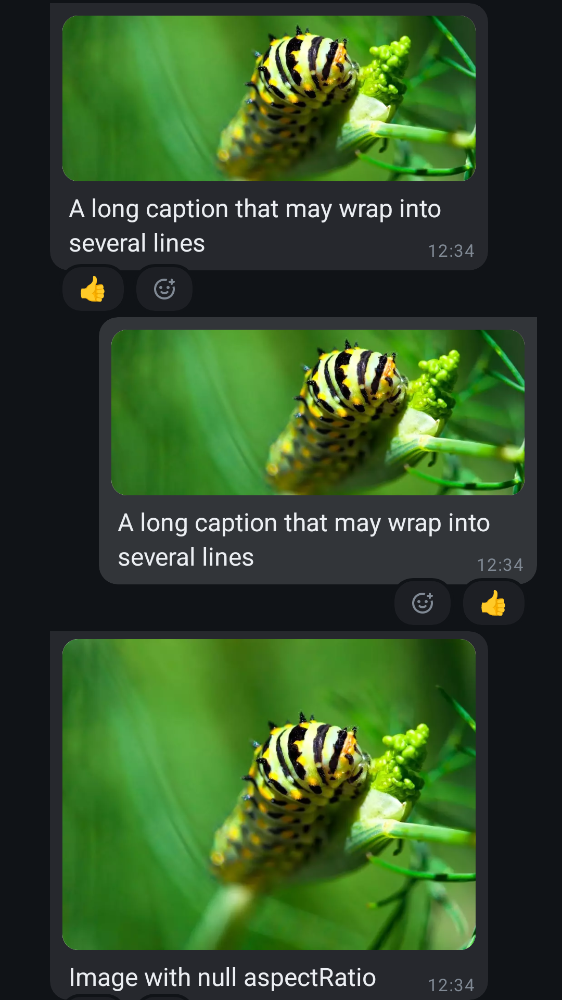 A long caption that may wrap into
several lines
12:34
A long caption that may wrap into
several lines
12:34
Image with null aspectRatio
12:34